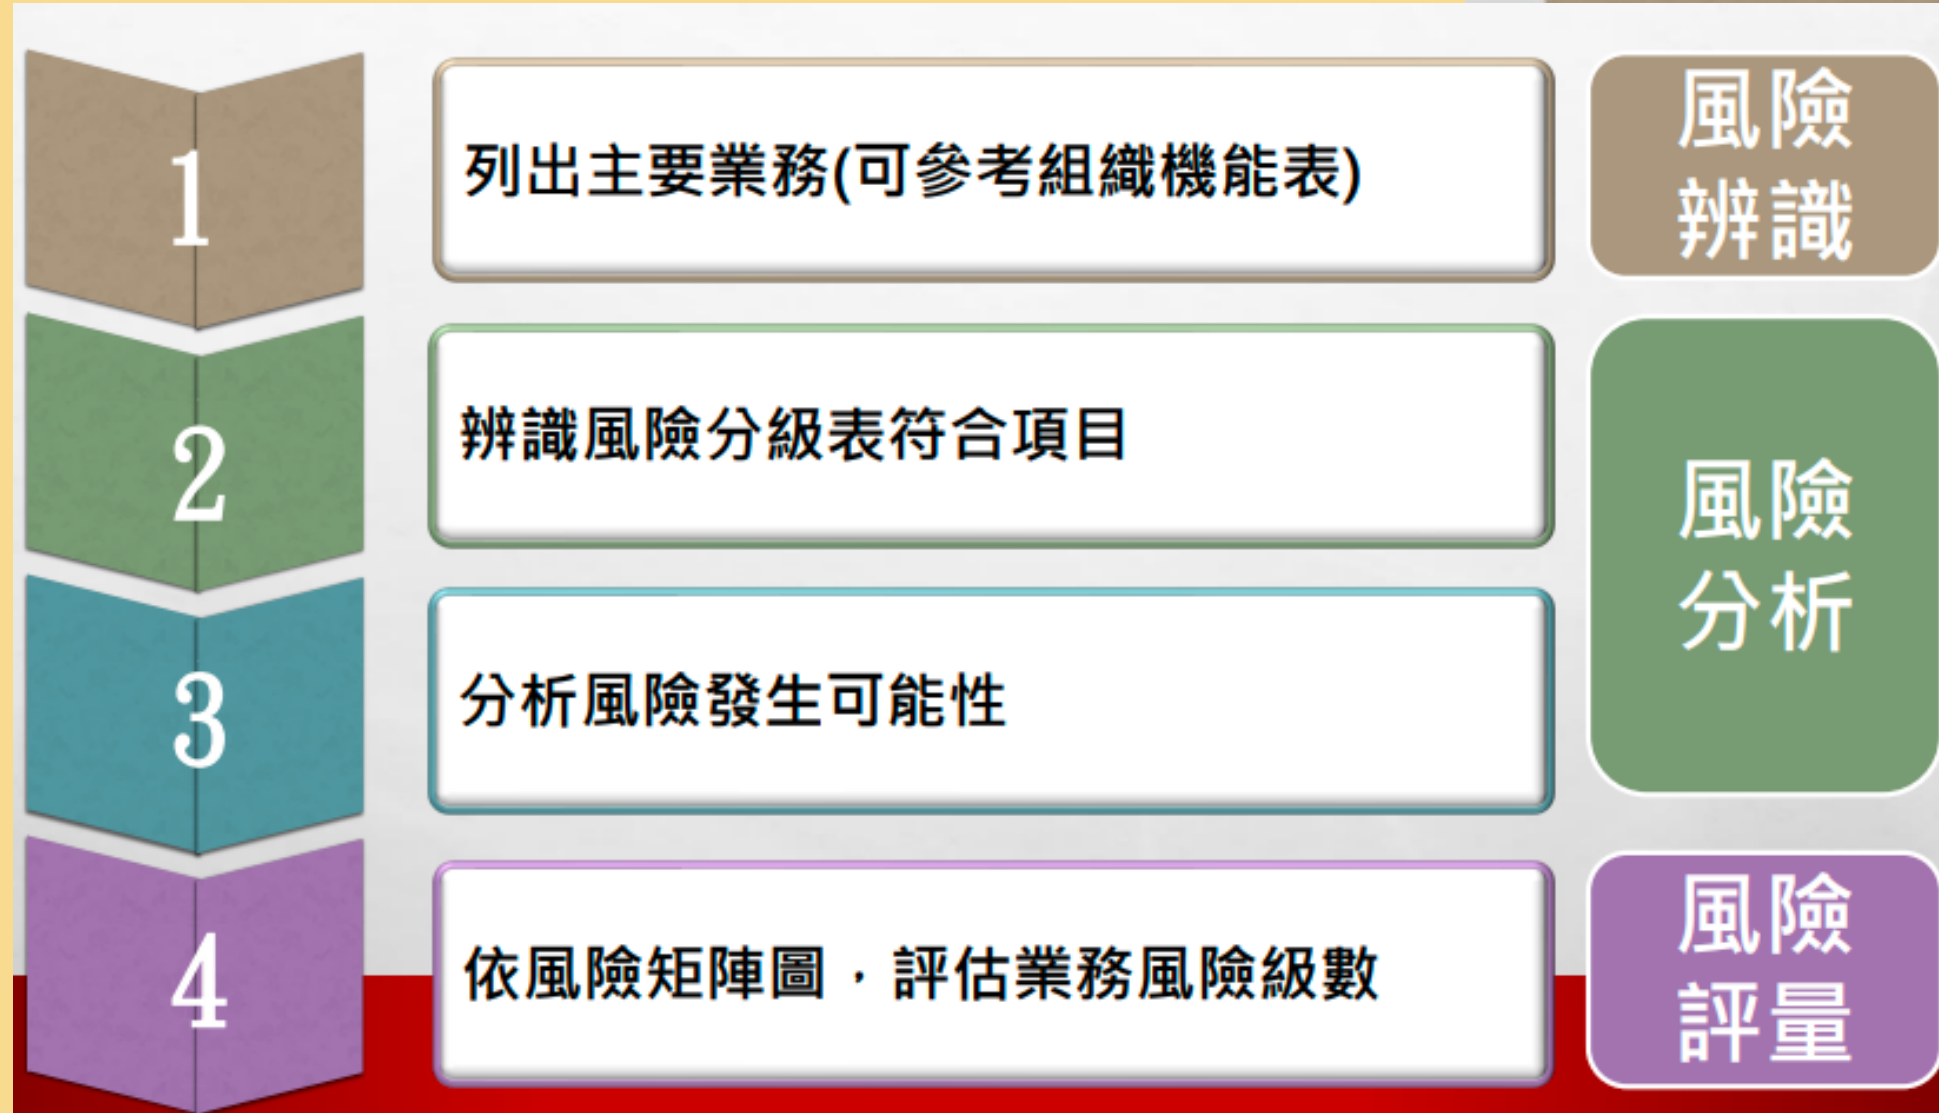 1
列出主要業務(可參考組織機能表)
風險
辨識
2
辨識風險分級表符合項目
3
分析風險發生可能性
風險
分析
4
依風險矩陣圖，評估業務風險級數
風險
評量